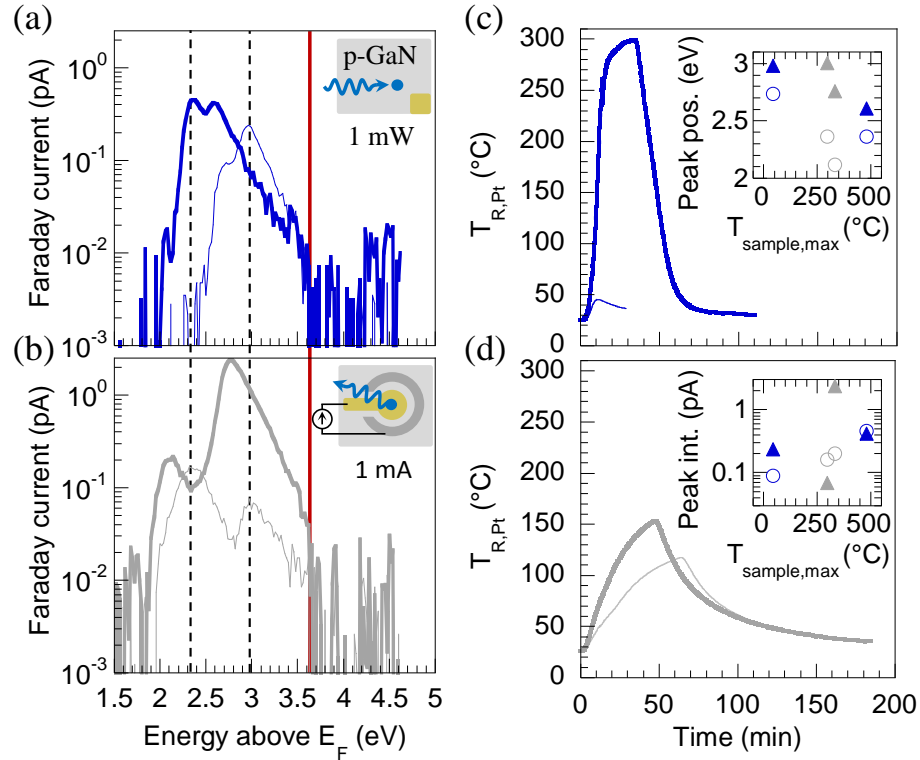 (a)
Faraday current (pA)
10^0
10^-1
10^-2
10^-3
p-GaN
1 mW
(b)
Faraday current (pA)
10^0
10^-1
10^-2
10^-3
1 mA
1.5 2 2.5 3 3.5 4 4.5 5
Energy above E_F (eV)
(c)
T_R,Pt (°C)
300
250
200
150
100
50
0
Peak pos. (eV)
3
2.5
2
0 250 500
T_sample,max (°C)
(d)
T_R,Pt (°C)
300
250
200
150
100
50
0
Peak int. (pA)
1
0.1
0 250 500
T_sample,max (°C)
0 50 100 150 200
Time (min)